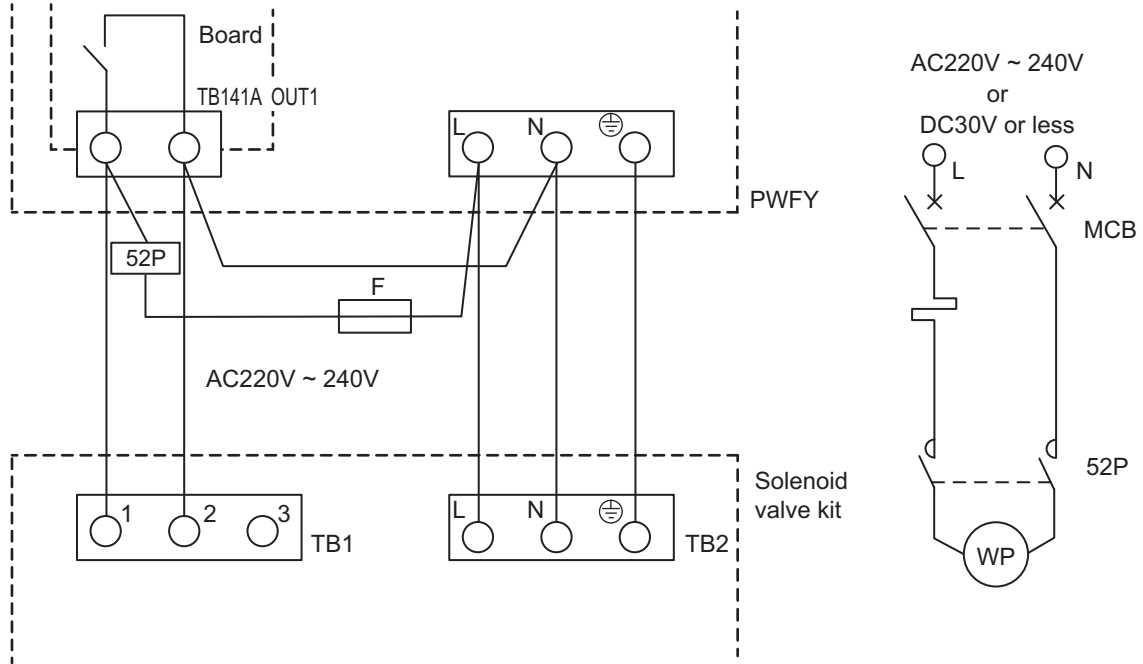 Board
TB141A OUT1
L
N
PWFY
52P
F
AC220V ~ 240V
1
2
3
TB1
L
N
TB2
Solenoid
valve kit
AC220V ~ 240V
or
DC30V or less
L
N
MCB
52P
WP